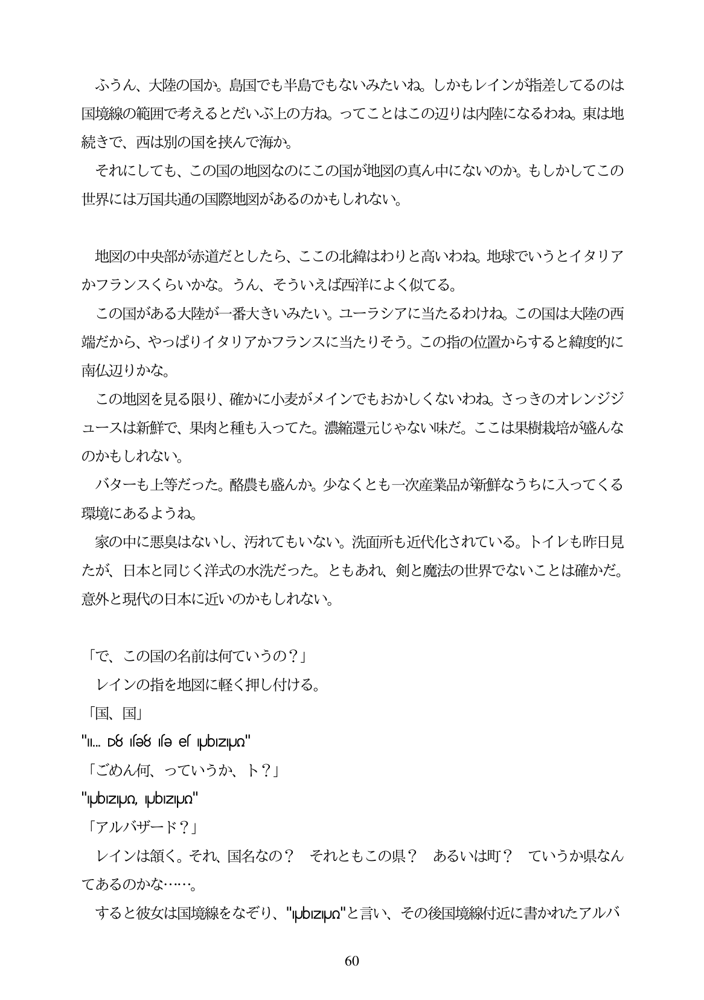 ふうん、大陸の国か。島国でも半島でもないみたいね。しかもレインが指差してるのは
国境線の範囲で考えるとだいぶ上の方ね。ってことはこの辺りは内陸になるわね。東は地
続きで、西は別の国を挟んで海か。
それにしても、この国の地図なのにこの国が地図の真ん中にないのか。もしかしてこの
世界には万国共通の国際地図があるのかもしれない。
地図の中央部が赤道だとしたら、ここの北緯はわりと高いわね。地球でいうとイタリア
かフランスくらいかな。うん、そういえば西洋によく似てる。
この国がある大陸が一番大きいみたい。ユーラシアに当たるわけね。この国は大陸の西
端だから、やっぱりイタリアかフランスに当たりそう。この指の位置からすると緯度的に
南仏辺りかな。
この地図を見る限り、確かに小麦がメインでもおかしくないわね。さっきのオレンジジ
ュースは新鮮で、果肉と種も入ってた。濃縮還元じゃない味だ。ここは果樹栽培が盛んな
のかもしれない。
バターも上等だった。酪農も盛んか。少なくとも一次産業品が新鮮なうちに入ってくる
環境にあるようね。
家の中に悪臭はないし、汚れてもいない。洗面所も近代化されている。トイレも昨日見
たが、日本と同じく洋式の水洗だった。ともあれ、剣と魔法の世界でないことは確かだ。
意外と現代の日本に近いのかもしれない。
「で、この国の名前は何ていうの？」
レインの指を地図に軽く押し付ける。
「国、国」
「ごめん何、っていうか、ト？」
「アルバザード？」
レインは頷く。それ、国名なの？　それともこの県？　あるいは町？　ていうか県なん
てあるのかな……。
すると彼女は国境線をなぞり、と言い、その後国境線付近に書かれたアルバ
60